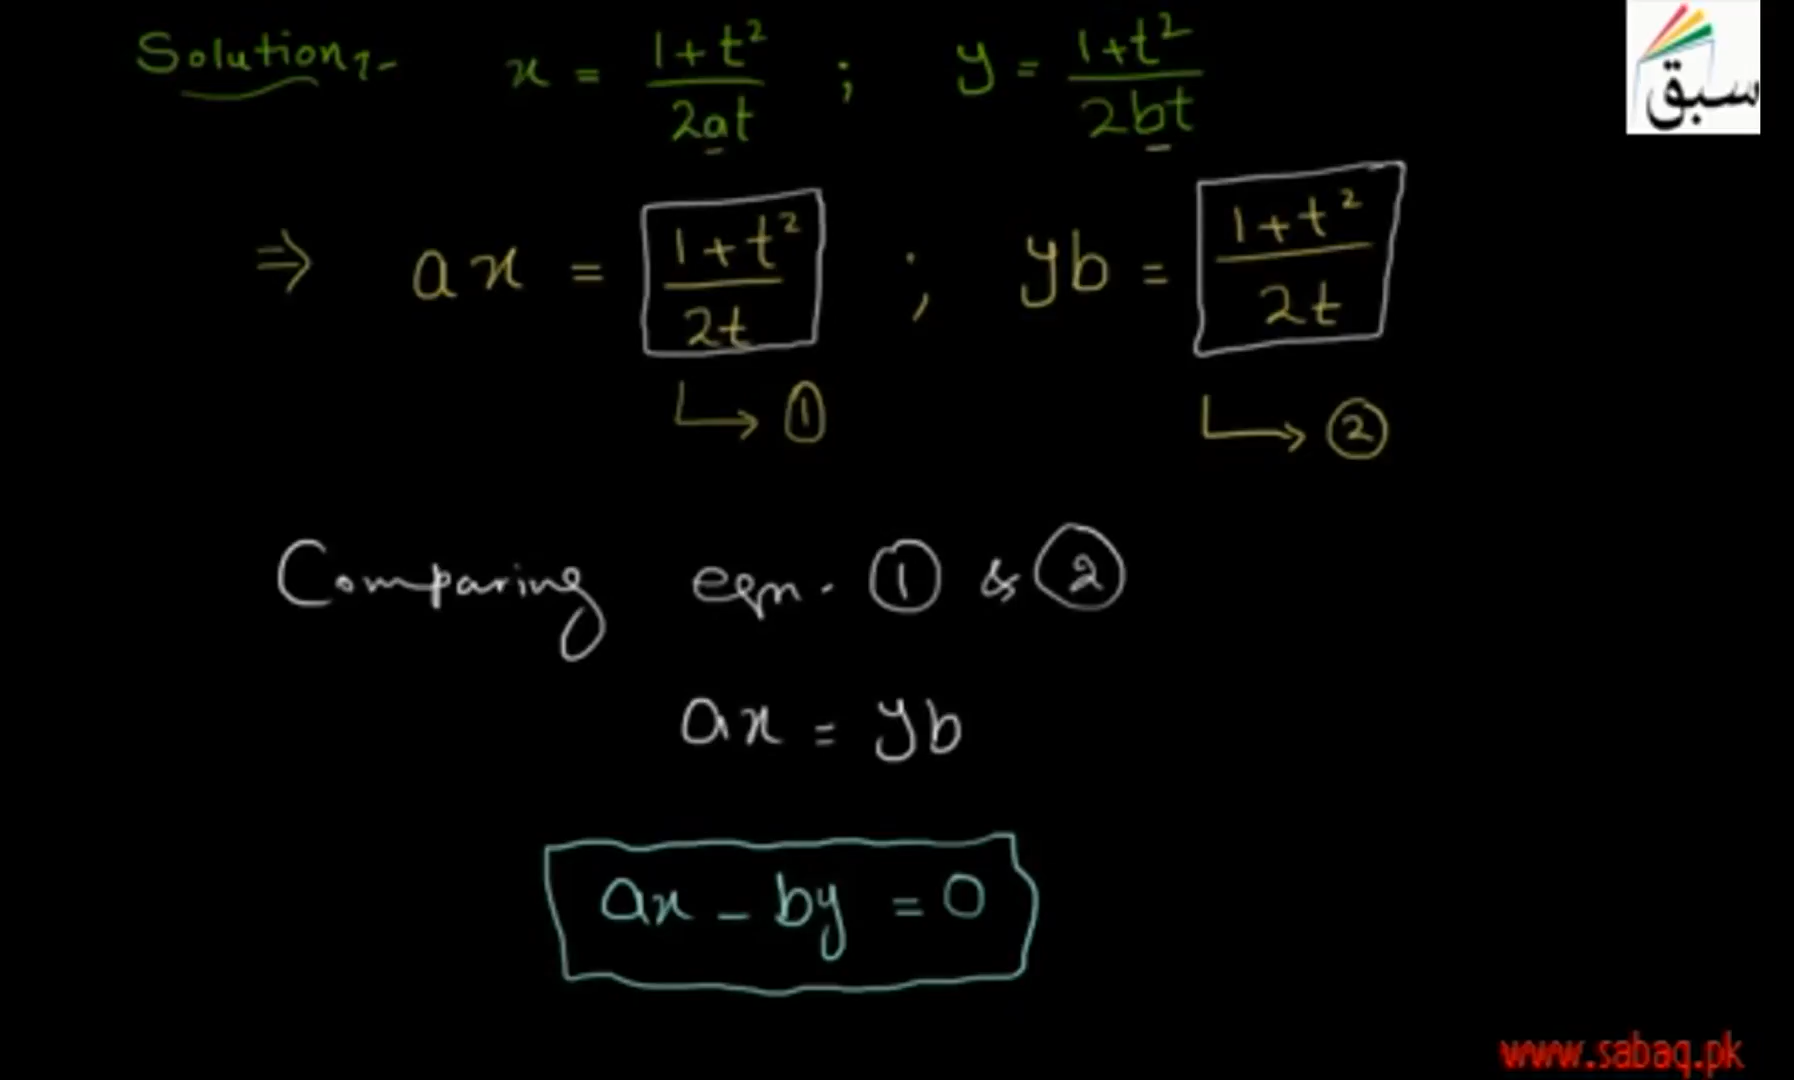 Solution:- x = 1+t²/2at ; y = 1+t²/2bt
سبق
⇒ ax = 1+t²/2t ; yb = 1+t²/2t
↳ ① ↳ ②
Comparing eqn. ① & ②
ax = yb
ax - by = 0
www.sabaq.pk